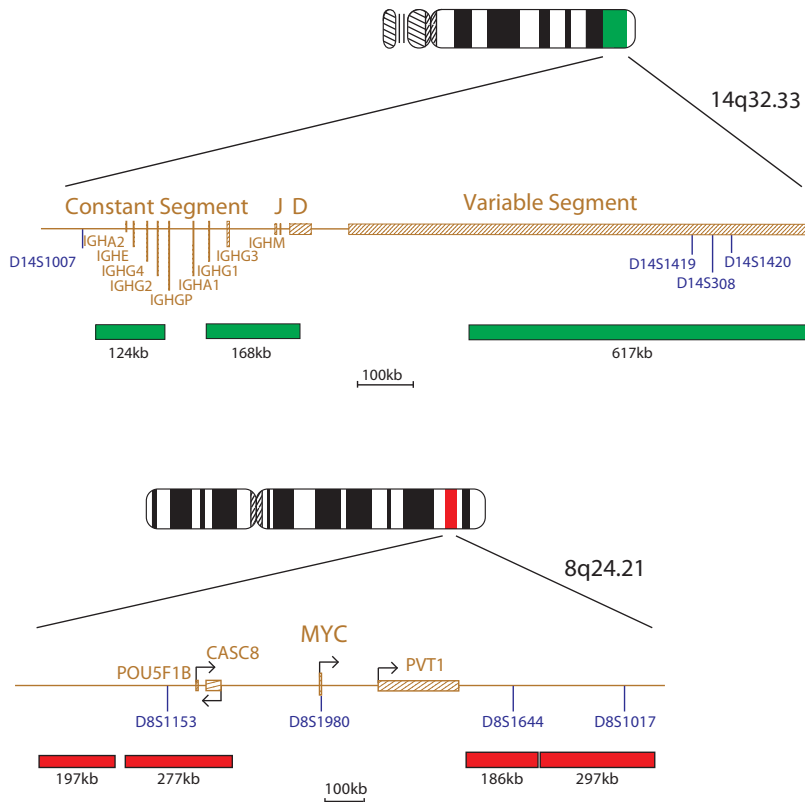 14q32.33
Constant Segment J D Variable Segment
IGHA2
IGHE
IGHG4
IGHG2
IGHGP
IGHA1
IGHG1
IGHG3
IGHM
D14S1007
D14S1419
D14S308
D14S1420
124kb
168kb
617kb
100kb
8q24.21
MYC
CASC8
POU5F1B
PVT1
D8S1153
D8S1980
D8S1644
D8S1017
197kb
277kb
186kb
297kb
100kb